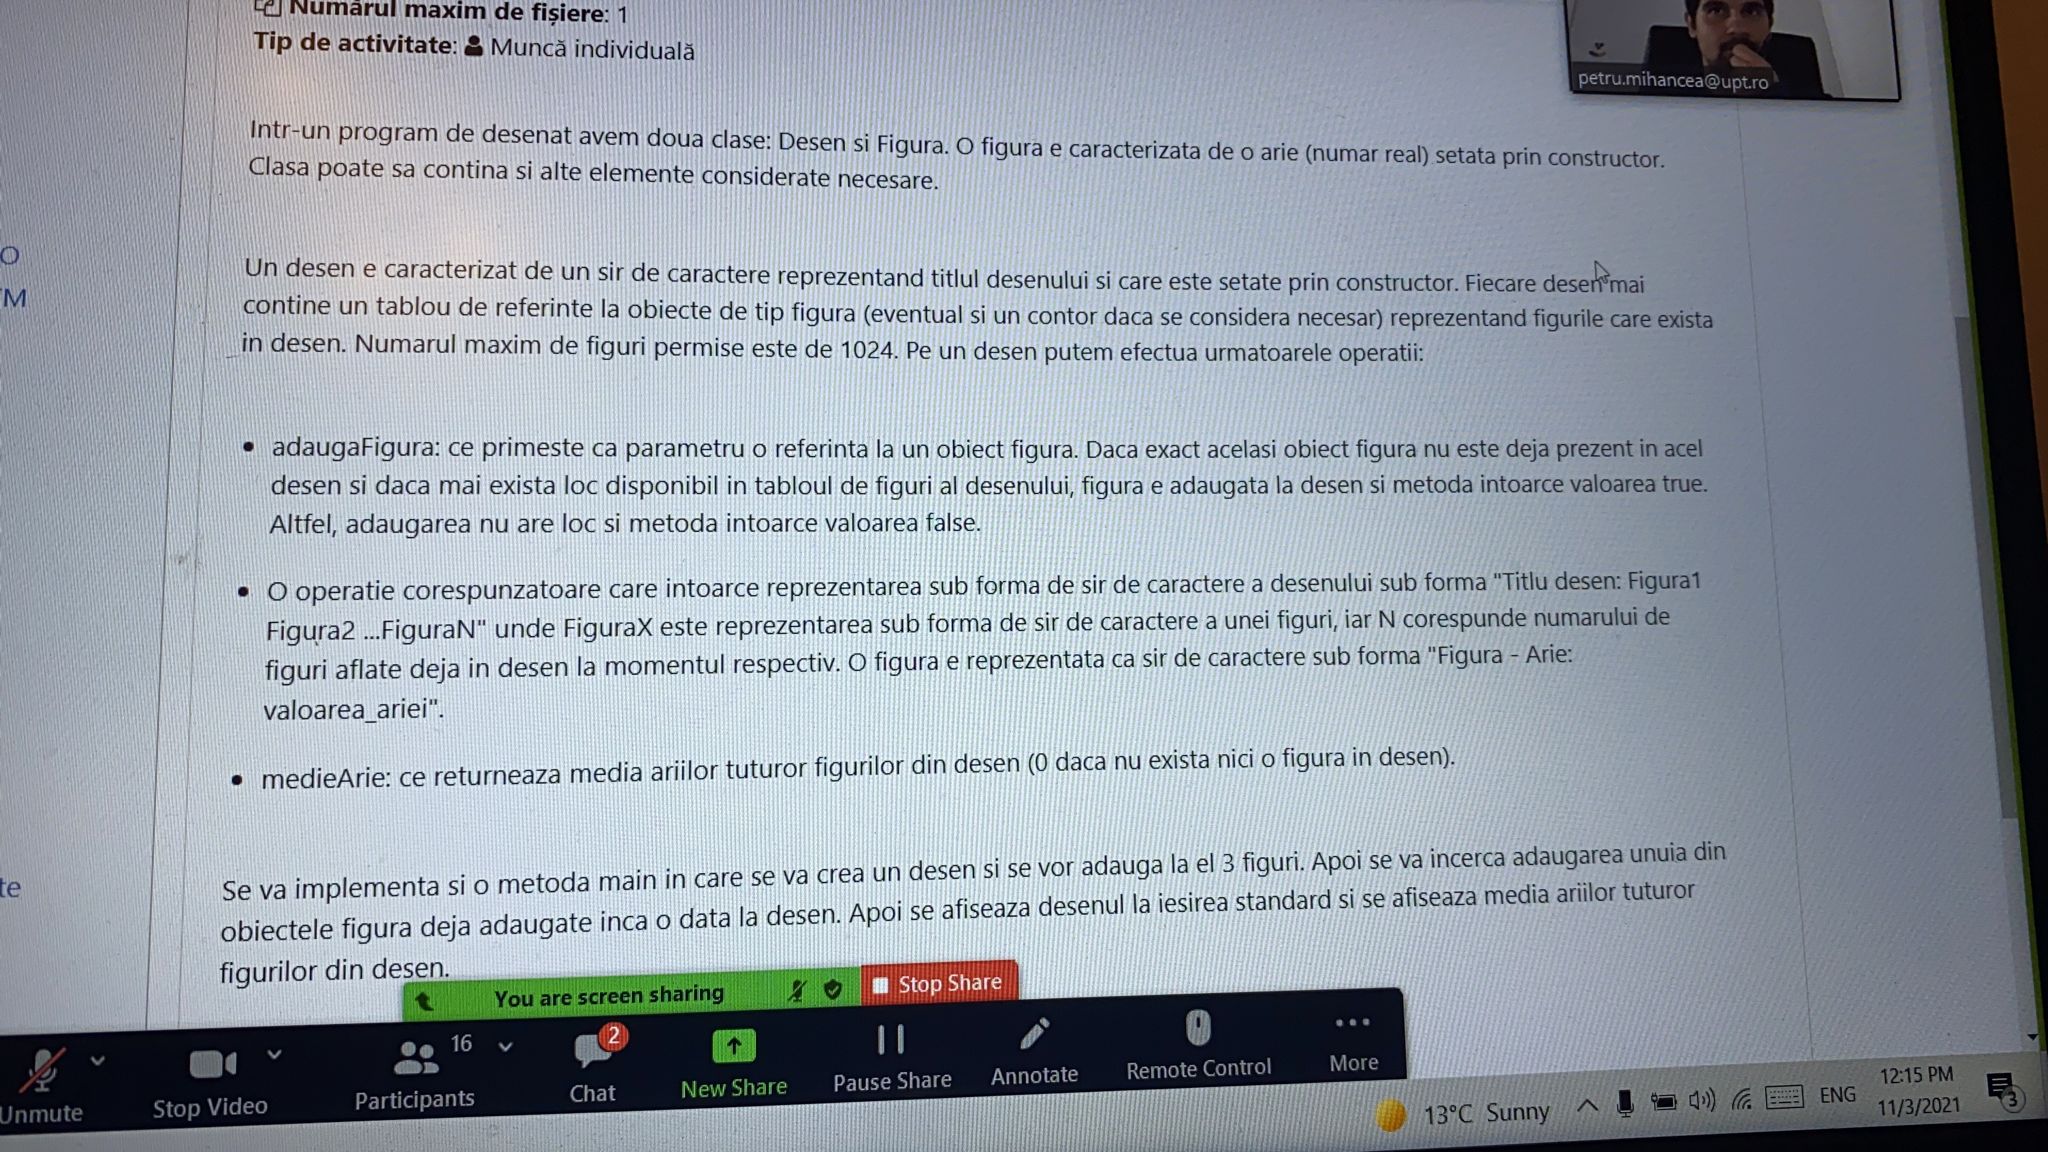 Numărul maxim de fișiere: 1
Tip de activitate: Muncă individuală
petru.mihancea@upt.ro
Intr-un program de desenat avem doua clase: Desen si Figura. O figura e caracterizata de o arie (numar real) setata prin constructor.
Clasa poate sa contina si alte elemente considerate necesare.
O
TM
Un desen e caracterizat de un sir de caractere reprezentand titlul desenului si care este setate prin constructor. Fiecare desen mai
contine un tablou de referinte la obiecte de tip figura (eventual si un contor daca se considera necesar) reprezentand figurile care exista
in desen. Numarul maxim de figuri permise este de 1024. Pe un desen putem efectua urmatoarele operatii:
• adaugaFigura: ce primeste ca parametru o referinta la un obiect figura. Daca exact acelasi obiect figura nu este deja prezent in acel
desen si daca mai exista loc disponibil in tabloul de figuri al desenului, figura e adaugata la desen si metoda intoarce valoarea true.
Altfel, adaugarea nu are loc si metoda intoarce valoarea false.
• O operatie corespunzatoare care intoarce reprezentarea sub forma de sir de caractere a desenului sub forma "Titlu desen: Figura1
Figura2 ...FiguraN" unde FiguraX este reprezentarea sub forma de sir de caractere a unei figuri, iar N corespunde numarului de
figuri aflate deja in desen la momentul respectiv. O figura e reprezentata ca sir de caractere sub forma "Figura - Arie:
valoarea_ariei".
• medieArie: ce returneaza media ariilor tuturor figurilor din desen (0 daca nu exista nici o figura in desen).
te
Se va implementa si o metoda main in care se va crea un desen si se vor adauga la el 3 figuri. Apoi se va incerca adaugarea unuia din
obiectele figura deja adaugate inca o data la desen. Apoi se afiseaza desenul la iesirea standard si se afiseaza media ariilor tuturor
figurilor din desen.
You are screen sharing
Stop Share
16
2
Unmute
Stop Video
Participants
Chat
New Share
Pause Share
Annotate
Remote Control
More
13°C Sunny
ENG
12:15 PM
11/3/2021
3